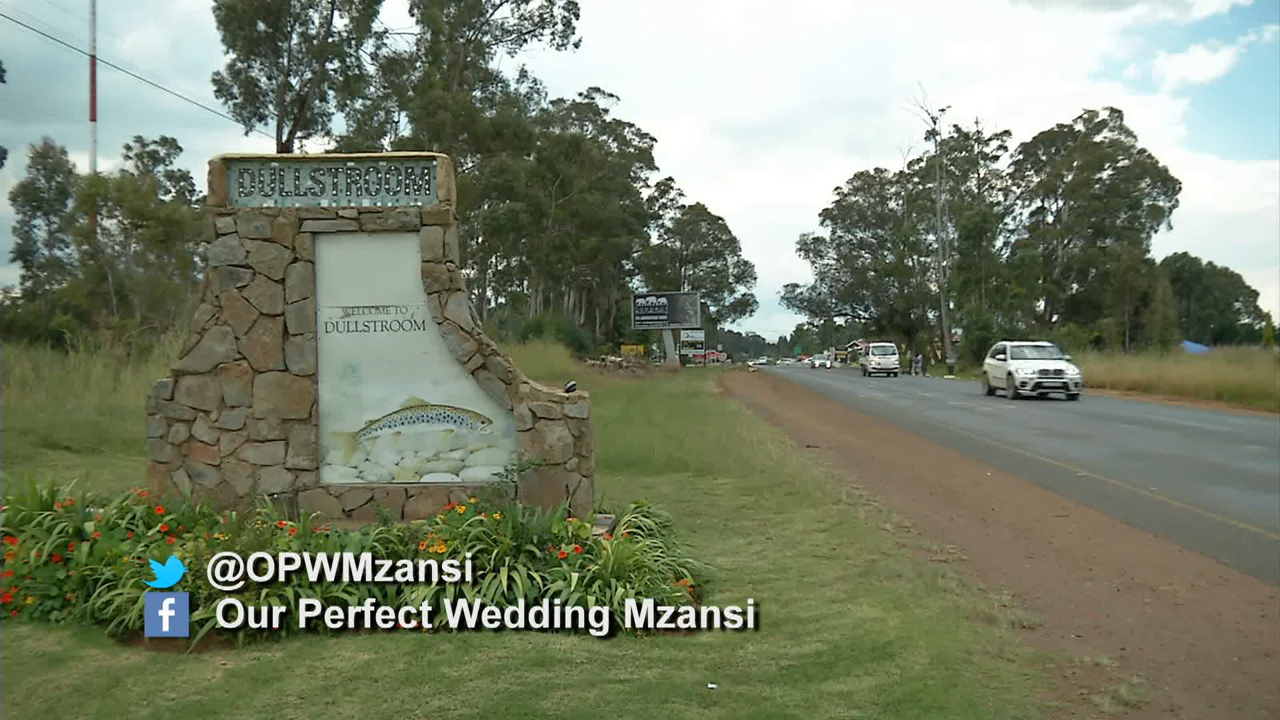 DULLSTROOM
WELCOME TO
DULLSTROOM
@OPWMzansi
Our Perfect Wedding Mzansi